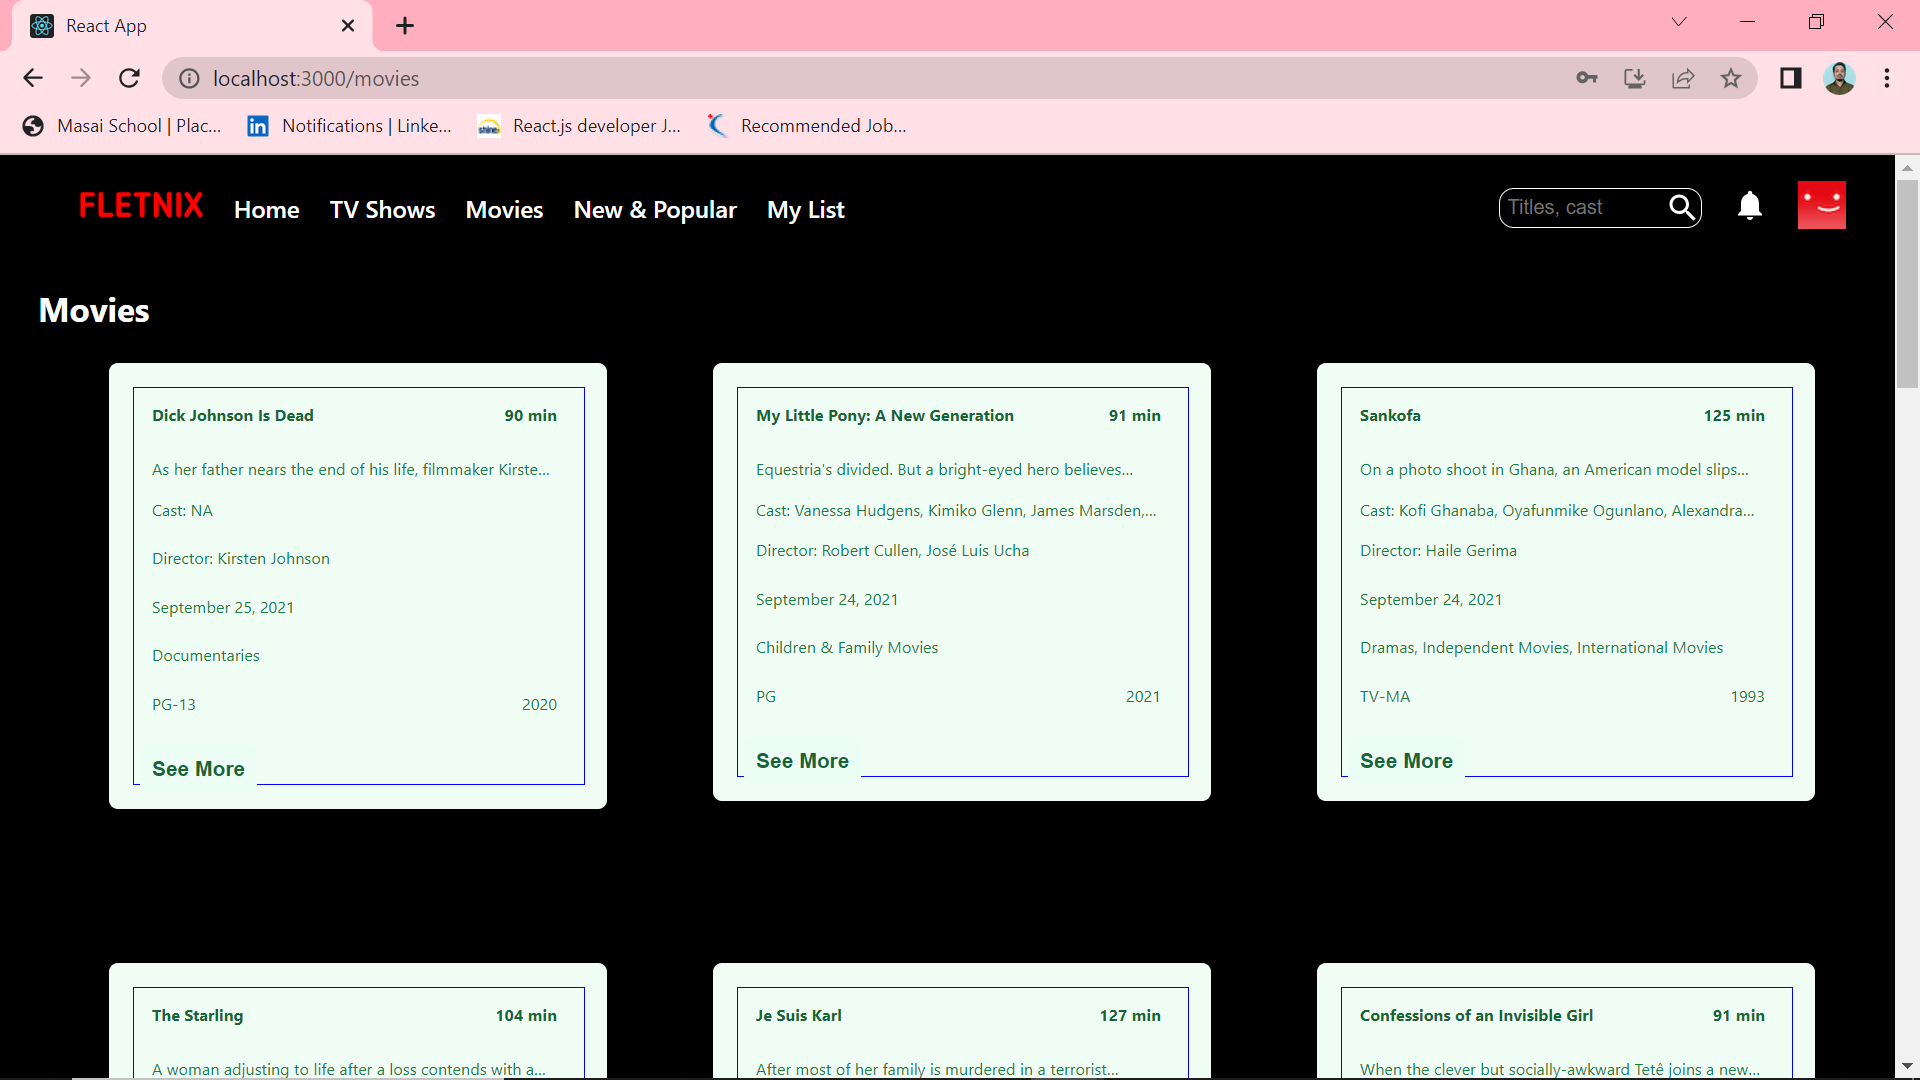 React App
localhost:3000/movies
Masai School | Plac...
Notifications | Linke...
shine
React.js developer J...
Recommended Job...
FLETNIX
Home
TV Shows
Movies
New & Popular
My List
Titles, cast
Movies
Dick Johnson Is Dead
90 min
As her father nears the end of his life, filmmaker Kirste...
Cast: NA
Director: Kirsten Johnson
September 25, 2021
Documentaries
PG-13
2020
See More
My Little Pony: A New Generation
91 min
Equestria's divided. But a bright-eyed hero believes...
Cast: Vanessa Hudgens, Kimiko Glenn, James Marsden,...
Director: Robert Cullen, José Luis Ucha
September 24, 2021
Children & Family Movies
PG
2021
See More
Sankofa
125 min
On a photo shoot in Ghana, an American model slips...
Cast: Kofi Ghanaba, Oyafunmike Ogunlano, Alexandra...
Director: Haile Gerima
September 24, 2021
Dramas, Independent Movies, International Movies
TV-MA
1993
See More
The Starling
104 min
A woman adjusting to life after a loss contends with a...
Je Suis Karl
127 min
After most of her family is murdered in a terrorist...
Confessions of an Invisible Girl
91 min
When the clever but socially-awkward Tetê joins a new...